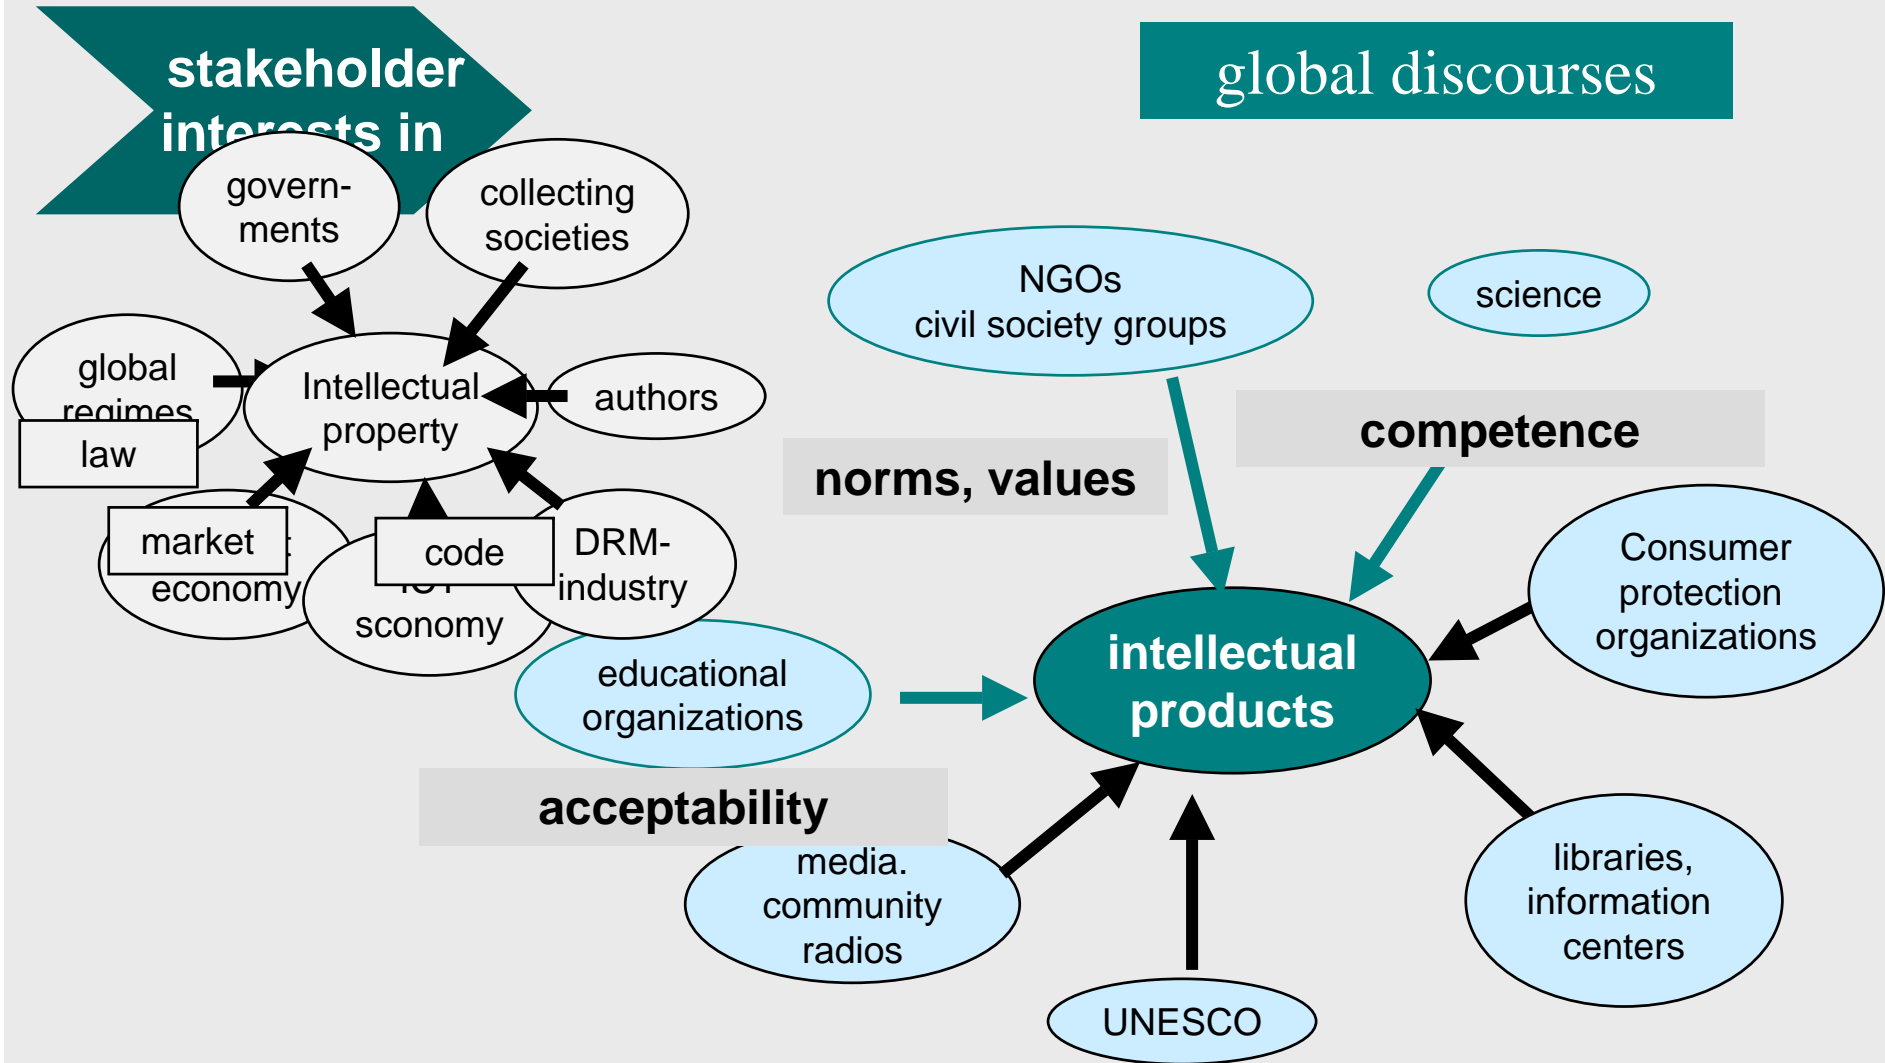 stakeholder
interests in
global discourses
govern-
ments
collecting
societies
NGOs
civil society groups
science
global
regimes
law
Intellectual
property
authors
competence
norms, values
market
economy
code
sconomy
DRM-
industry
Consumer
protection
organizations
educational
organizations
intellectual
products
acceptability
media.
community
radios
libraries,
information
centers
UNESCO